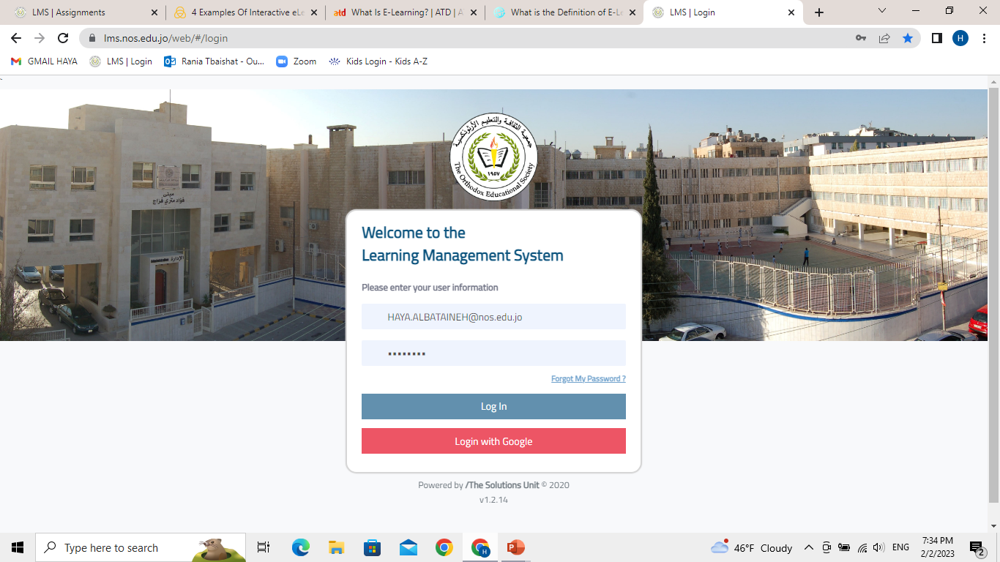 LMS | Assignments
4 Examples Of Interactive eLe
atd What Is E-Learning? | ATD | A
What is the Definition of E-Le
LMS | Login
lms.nos.edu.jo/web/#/login
H
GMAIL HAYA
LMS | Login
Rania Tbaishat - Ou...
Zoom
Kids Login - Kids A-Z
جمعية الثقافة والتعليم الأرثوذكسية
١٩٥٧
The Orthodox Educational Society
مبنى
فؤاد متري فراج
الإدارة
Welcome to the
Learning Management System
Please enter your user information
HAYA.ALBATAINEH@nos.edu.jo
••••••••
Forgot My Password ?
Log In
Login with Google
Powered by /The Solutions Unit © 2020
v1.2.14
Type here to search
46°F Cloudy
ENG
7:34 PM
2/2/2023
2